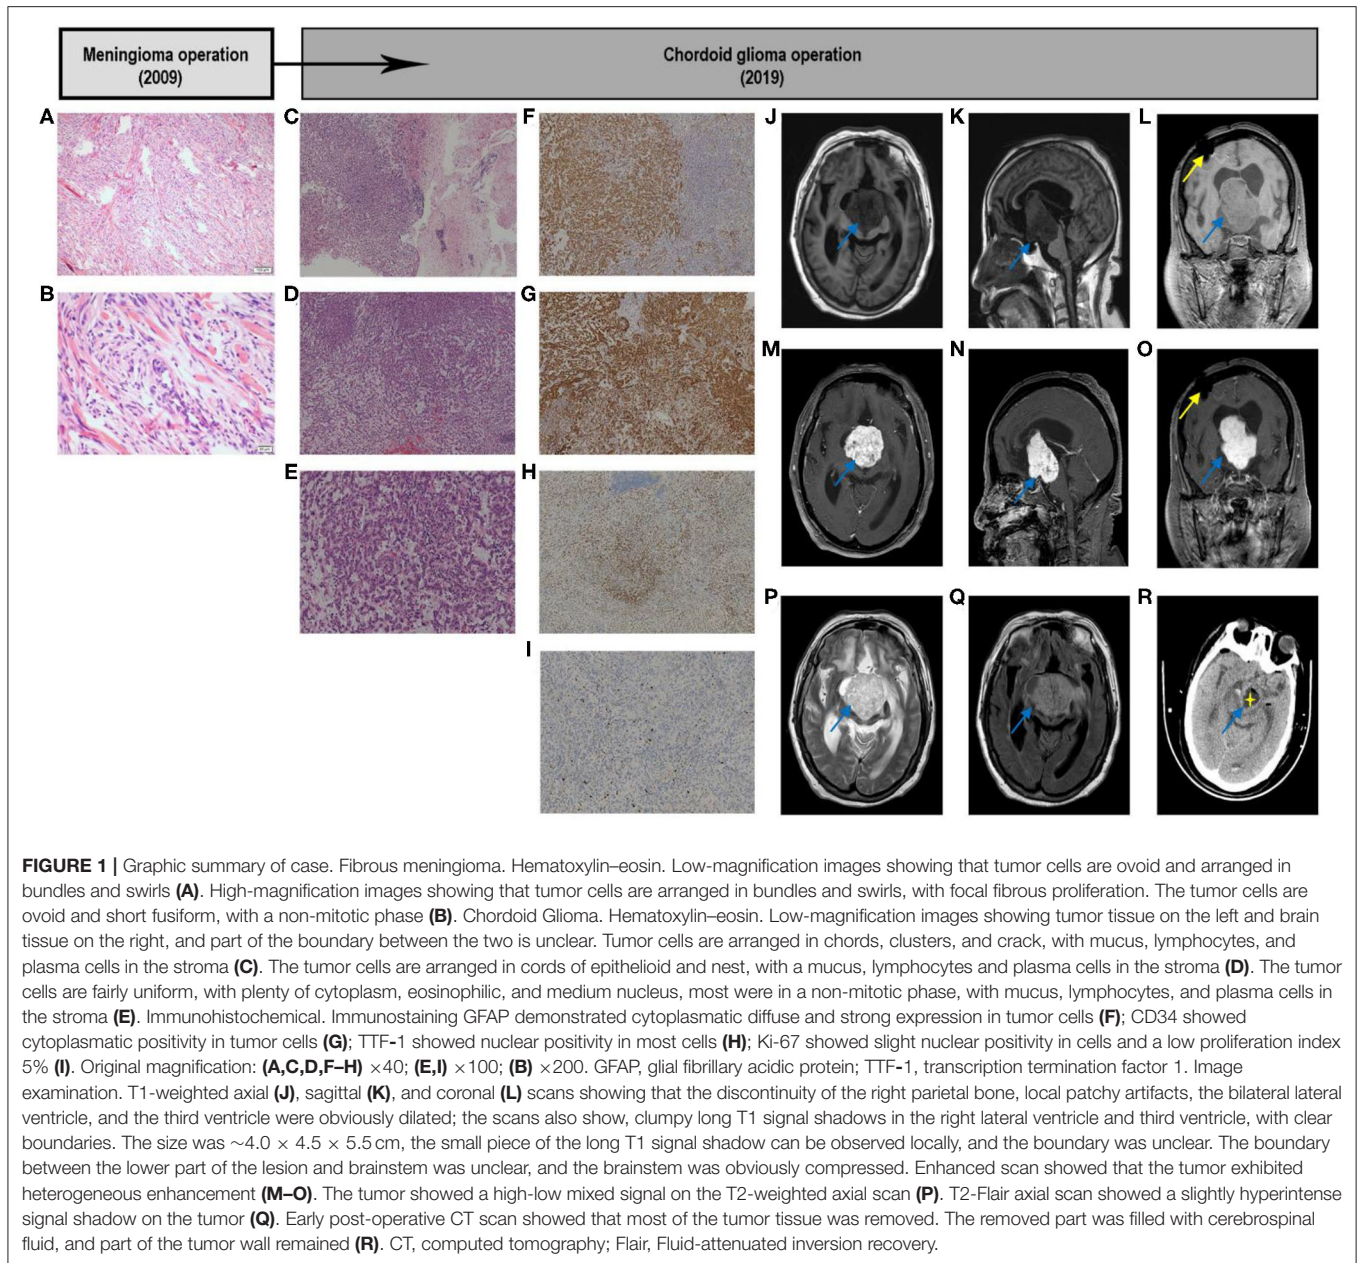 Meningioma operation
(2009)
Chordoid glioma operation
(2019)
A
C
F
J
K
L
B
D
G
M
N
O
E
H
P
Q
R
I
FIGURE 1 | Graphic summary of case. Fibrous meningioma. Hematoxylin–eosin. Low-magnification images showing that tumor cells are ovoid and arranged in
bundles and swirls (A). High-magnification images showing that tumor cells are arranged in bundles and swirls, with focal fibrous proliferation. The tumor cells are
ovoid and short fusiform, with a non-mitotic phase (B). Chordoid Glioma. Hematoxylin–eosin. Low-magnification images showing tumor tissue on the left and brain
tissue on the right, and part of the boundary between the two is unclear. Tumor cells are arranged in chords, clusters, and crack, with mucus, lymphocytes, and
plasma cells in the stroma (C). The tumor cells are arranged in cords of epithelioid and nest, with a mucus, lymphocytes and plasma cells in the stroma (D). The tumor
cells are fairly uniform, with plenty of cytoplasm, eosinophilic, and medium nucleus, most were in a non-mitotic phase, with mucus, lymphocytes, and plasma cells in
the stroma (E). Immunohistochemical. Immunostaining GFAP demonstrated cytoplasmatic diffuse and strong expression in tumor cells (F); CD34 showed
cytoplasmatic positivity in tumor cells (G); TTF-1 showed nuclear positivity in most cells (H); Ki-67 showed slight nuclear positivity in cells and a low proliferation index
5% (I). Original magnification: (A,C,D,F–H) ×40; (E,I) ×100; (B) ×200. GFAP, glial fibrillary acidic protein; TTF-1, transcription termination factor 1. Image
examination. T1-weighted axial (J), sagittal (K), and coronal (L) scans showing that the discontinuity of the right parietal bone, local patchy artifacts, the bilateral lateral
ventricle, and the third ventricle were obviously dilated; the scans also show, clumpy long T1 signal shadows in the right lateral ventricle and third ventricle, with clear
boundaries. The size was ~4.0 × 4.5 × 5.5 cm, the small piece of the long T1 signal shadow can be observed locally, and the boundary was unclear. The boundary
between the lower part of the lesion and brainstem was unclear, and the brainstem was obviously compressed. Enhanced scan showed that the tumor exhibited
heterogeneous enhancement (M–O). The tumor showed a high-low mixed signal on the T2-weighted axial scan (P). T2-Flair axial scan showed a slightly hyperintense
signal shadow on the tumor (Q). Early post-operative CT scan showed that most of the tumor tissue was removed. The removed part was filled with cerebrospinal
fluid, and part of the tumor wall remained (R). CT, computed tomography; Flair, Fluid-attenuated inversion recovery.